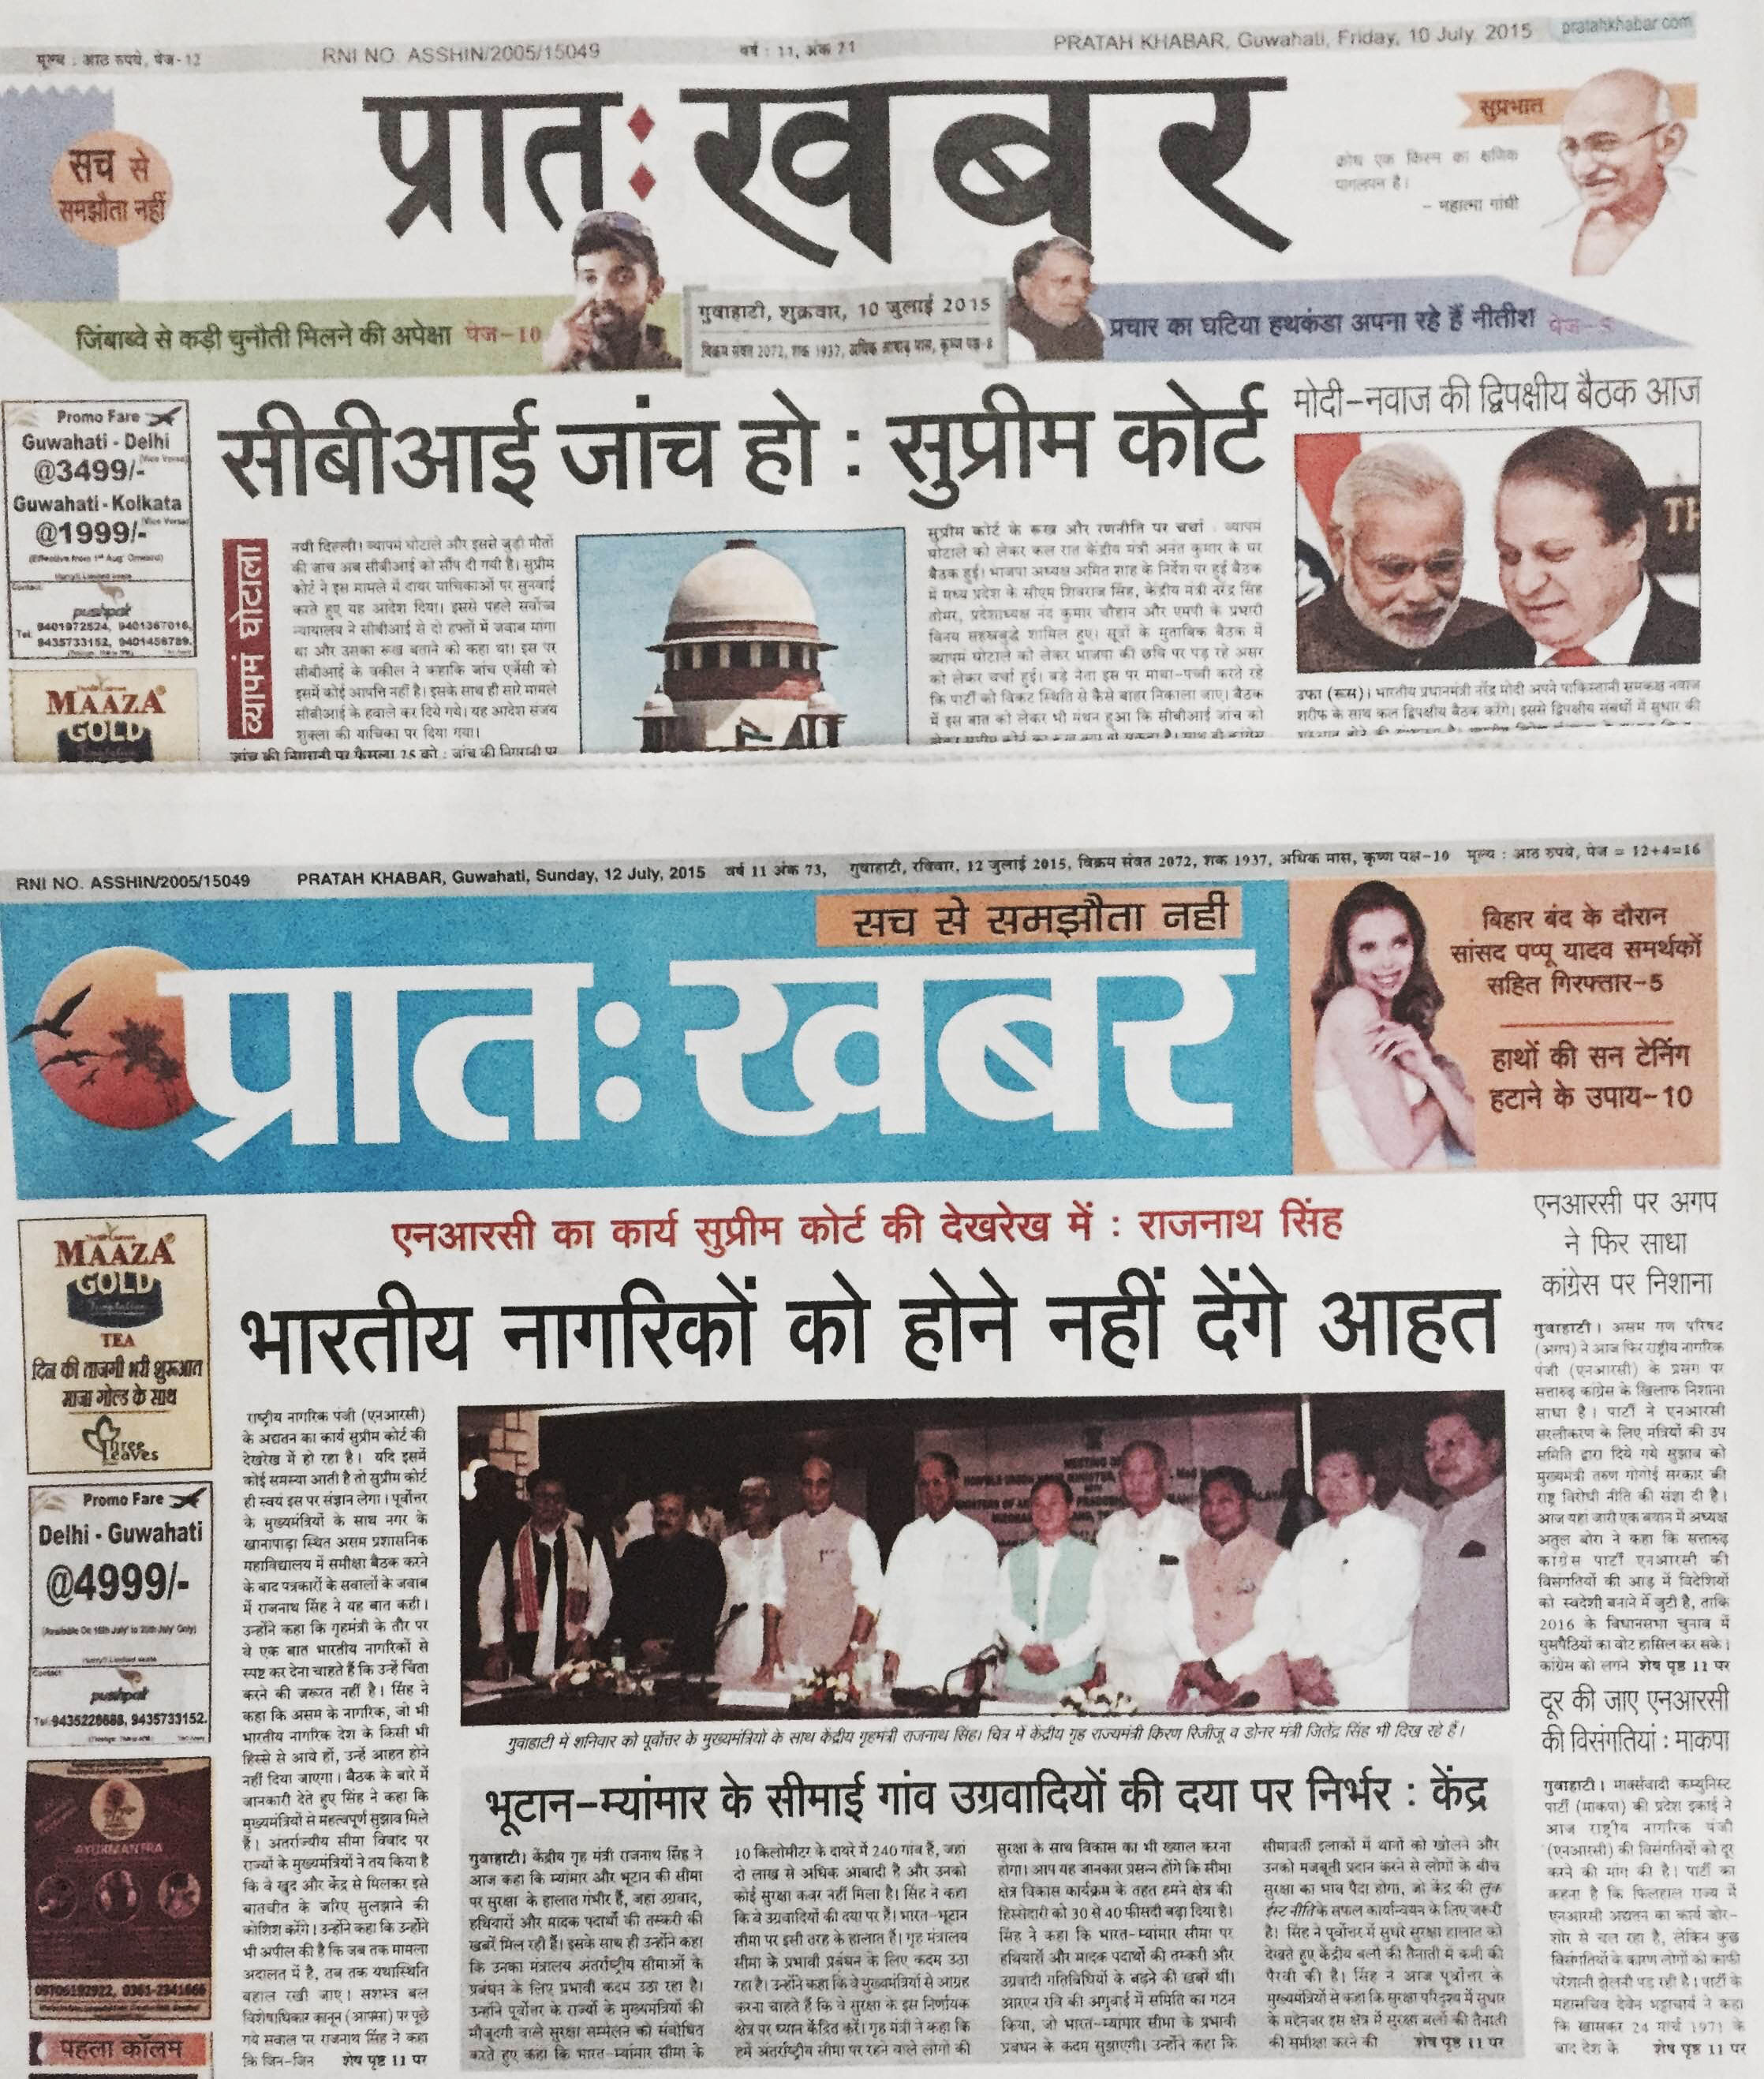 मूल्य : आठ रुपये, पेज-12
RNI NO. ASSHIN/2005/15049
वर्ष : 11, अंक 71
PRATAH KHABAR, Guwahati, Friday, 10 July, 2015
pratahkhabar.com
सच से
समझौता नहीं
प्रातः खबर
सुप्रभात
क्रोध एक किस्म का क्षणिक
पागलपन है।
- महात्मा गांधी
जिंबाब्वे से कड़ी चुनौती मिलने की अपेक्षा पेज-10
गुवाहाटी, शुक्रवार, 10 जुलाई 2015
विक्रम संवत 2072, शक 1937, अधिक आषाढ़ मास, कृष्ण पक्ष-8
प्रचार का घटिया हथकंडा अपना रहे हैं नीतीश पेज-5
Promo Fare
Guwahati - Delhi
@3499/-
(Vice Versa)
Guwahati - Kolkata
@1999/-
(Vice Versa)
(Effective from 1st Aug' Onward)
Hurry!! Limited seats
Contact:
pushpak
Tel. 9401972524, 9401367016,
9435733152, 9401456789.
MAAZA
GOLD
सीबीआई जांच हो : सुप्रीम कोर्ट
व्यापमं घोटाला
नयी दिल्ली। व्यापमं घोटाले और इससे जुड़ी मौतों
की जांच अब सीबीआई को सौंप दी गयी है। सुप्रीम
कोर्ट ने इस मामले में दायर याचिकाओं पर सुनवाई
करते हुए यह आदेश दिया। इससे पहले सर्वोच्च
न्यायालय ने सीबीआई से दो हफ्तों में जवाब मांगा
था और उसका रूख बताने को कहा था। इस पर
सीबीआई के वकील ने कहाकि जांच एजेंसी को
इसमें कोई आपत्ति नहीं है। इसके साथ ही सारे मामले
सीबीआई के हवाले कर दिये गये। यह आदेश संजय
शुक्ला की याचिका पर दिया गया।
जांच की निगरानी पर फैसला 25 को : जांच की निगरानी पर
सुप्रीम कोर्ट के रूख और रणनीति पर चर्चा : व्यापमं
घोटाले को लेकर कल रात केंद्रीय मंत्री अनंत कुमार के घर
बैठक हुई। भाजपा अध्यक्ष अमित शाह के निर्देश पर हुई बैठक
में मध्य प्रदेश के सीएम शिवराज सिंह, केंद्रीय मंत्री नरेंद्र सिंह
तोमर, प्रदेशाध्यक्ष नंद कुमार चौहान और एमपी के प्रभारी
विनय सहस्रबुद्धे शामिल हुए। सूत्रों के मुताबिक बैठक में
व्यापमं घोटाले को लेकर भाजपा की छवि पर पड़ रहे असर
को लेकर चर्चा हुई। बड़े नेता इस पर माथा-पच्ची करते रहे
कि पार्टी को विकट स्थिति से कैसे बाहर निकाला जाए। बैठक
में इस बात को लेकर भी मंथन हुआ कि सीबीआई जांच को
मोदी-नवाज की द्विपक्षीय बैठक आज
TH
उफा (रूस)। भारतीय प्रधानमंत्री नरेंद्र मोदी अपने पाकिस्तानी समकक्ष नवाज
शरीफ के साथ कल द्विपक्षीय बैठक करेंगे। इससे द्विपक्षीय संबंधों में सुधार की
RNI NO. ASSHIN/2005/15049
PRATAH KHABAR, Guwahati, Sunday, 12 July, 2015
वर्ष 11 अंक 73,
गुवाहाटी, रविवार, 12 जुलाई 2015, विक्रम संवत 2072, शक 1937, अधिक मास, कृष्ण पक्ष-10
मूल्य : आठ रुपये, पेज = 12+4=16
सच से समझौता नही
प्रातः खबर
बिहार बंद के दौरान
सांसद पप्पू यादव समर्थकों
सहित गिरफ्तार-5
हाथों की सन टेनिंग
हटाने के उपाय-10
MAAZA
GOLD
TEA
दिन की ताजगी भरी शुरूआत
माजा गोल्ड के साथ
Three
Leaves
Promo Fare
Delhi - Guwahati
@4999/-
(Available On 16th July' to 20th July' Only)
Hurry!! Limited seats
Contact:
pushpak
Tel: 9435228688, 9435733152.
AYURMANTRA
पहला कॉलम
एनआरसी का कार्य सुप्रीम कोर्ट की देखरेख में : राजनाथ सिंह
भारतीय नागरिकों को होने नहीं देंगे आहत
राष्ट्रीय नागरिक पंजी (एनआरसी)
के अद्यतन का कार्य सुप्रीम कोर्ट की
देखरेख में हो रहा है। यदि इसमें
कोई समस्या आती है तो सुप्रीम कोर्ट
ही स्वयं इस पर संज्ञान लेगा। पूर्वोत्तर
के मुख्यमंत्रियों के साथ नगर के
खानापाड़ा स्थित असम प्रशासनिक
महाविद्यालय में समीक्षा बैठक करने
के बाद पत्रकारों के सवालों के जवाब
में राजनाथ सिंह ने यह बात कही।
उन्होंने कहा कि गृहमंत्री के तौर पर
वे एक बात भारतीय नागरिकों से
स्पष्ट कर देना चाहते हैं कि उन्हें चिंता
करने की जरूरत नहीं है। सिंह ने
कहा कि असम के नागरिक, जो भी
भारतीय नागरिक देश के किसी भी
हिस्से से आये हों, उन्हें आहत होने
नहीं दिया जाएगा। बैठक के बारे में
जानकारी देते हुए सिंह ने कहा कि
मुख्यमंत्रियों से महत्वपूर्ण सुझाव मिले
हैं। अंतर्राज्यीय सीमा विवाद पर
राज्यों के मुख्यमंत्रियों ने तय किया है
कि वे खुद और केंद्र से मिलकर इसे
बातचीत के जरिए सुलझाने की
कोशिश करेंगे। उन्होंने कहा कि उन्होंने
भी अपील की है कि जब तक मामला
अदालत में है, तब तक यथास्थिति
बहाल रखी जाए। सशस्त्र बल
विशेषाधिकार कानून (आफ्सा) पर पूछे
गये सवाल पर राजनाथ सिंह ने कहा
कि जिन-जिन शेष पृष्ठ 11 पर
गुवाहाटी में शनिवार को पूर्वोत्तर के मुख्यमंत्रियों के साथ केंद्रीय गृहमंत्री राजनाथ सिंह। चित्र में केंद्रीय गृह राज्यमंत्री किरण रिजीजू व डोनर मंत्री जितेंद्र सिंह भी दिख रहे हैं।
भूटान-म्यांमार के सीमाई गांव उग्रवादियों की दया पर निर्भर : केंद्र
गुवाहाटी। केंद्रीय गृह मंत्री राजनाथ सिंह ने
आज कहा कि म्यांमार और भूटान की सीमा
पर सुरक्षा के हालात गंभीर हैं, जहां उग्रवाद,
हथियारों और मादक पदार्थों की तस्करी की
खबरें मिल रही हैं। इसके साथ ही उन्होंने कहा
कि उनका मंत्रालय अंतर्राष्ट्रीय सीमाओं के
प्रबंधन के लिए प्रभावी कदम उठा रहा है।
उन्होंने पूर्वोत्तर के राज्यों के मुख्यमंत्रियों की
मौजूदगी वाले सुरक्षा सम्मेलन को संबोधित
करते हुए कहा कि भारत-म्यांमार सीमा के
10 किलोमीटर के दायरे में 240 गांव हैं, जहां
दो लाख से अधिक आबादी है और उनको
कोई सुरक्षा कवर नहीं मिला है। सिंह ने कहा
कि वे उग्रवादियों की दया पर हैं। भारत-भूटान
सीमा पर इसी तरह के हालात हैं। गृह मंत्रालय
सीमा के प्रभावी प्रबंधन के लिए कदम उठा
रहा है। उन्होंने कहा कि वे मुख्यमंत्रियों से आग्रह
करना चाहते हैं कि वे सुरक्षा के इस निर्णायक
क्षेत्र पर ध्यान केंद्रित करें। गृह मंत्री ने कहा कि
हमें अंतर्राष्ट्रीय सीमा पर रहने वाले लोगों की
सुरक्षा के साथ विकास का भी ख्याल करना
होगा। आप यह जानकार प्रसन्न होंगे कि सीमा
क्षेत्र विकास कार्यक्रम के तहत हमने क्षेत्र की
हिस्सेदारी को 30 से 40 फीसदी बढ़ा दिया है।
सिंह ने कहा कि भारत-म्यांमार सीमा पर
हथियारों और मादक पदार्थों की तस्करी और
उग्रवादी गतिविधियों के बढ़ने की खबरें थीं।
आरएन रवि की अगुवाई में समिति का गठन
किया, जो भारत-म्यांमार सीमा के प्रभावी
प्रबंधन के कदम सुझाएगी। उन्होंने कहा कि
सीमावर्ती इलाकों में थानों को खोलने और
उनको मजबूती प्रदान करने से लोगों के बीच
सुरक्षा का भाव पैदा होगा, जो केंद्र की लुक
ईस्ट नीति के सफल कार्यान्वयन के लिए जरूरी
है। सिंह ने पूर्वोत्तर में सुधरे सुरक्षा हालात को
देखते हुए केंद्रीय बलों की तैनाती में कमी की
पैरवी की है। सिंह ने आज पूर्वोत्तर के
मुख्यमंत्रियों से कहा कि सुरक्षा परिदृश्य में सुधार
के मद्देनजर इस क्षेत्र में सुरक्षा बलों की तैनाती
की समीक्षा करने की शेष पृष्ठ 11 पर
एनआरसी पर अगप
ने फिर साधा
कांग्रेस पर निशाना
गुवाहाटी। असम गण परिषद
(अगप) ने आज फिर राष्ट्रीय नागरिक
पंजी (एनआरसी) के प्रसंग पर
सत्तारुढ़ कांग्रेस के खिलाफ निशाना
साधा है। पार्टी ने एनआरसी
सरलीकरण के लिए मंत्रियों की उप
समिति द्वारा दिये गये सुझाव को
मुख्यमंत्री तरुण गोगोई सरकार की
राष्ट्र विरोधी नीति की संज्ञा दी है।
आज यहां जारी एक बयान में अध्यक्ष
अतुल बोरा ने कहा कि सत्तारुढ़
कांग्रेस पार्टी एनआरसी की
विसंगतियों की आड़ में विदेशियों
को स्वदेशी बनाने में जुटी है, ताकि
2016 के विधानसभा चुनाव में
घुसपैठियों का वोट हासिल कर सके।
कांग्रेस को लगने शेष पृष्ठ 11 पर
दूर की जाए एनआरसी
की विसंगतियां : माकपा
गुवाहाटी। मार्क्सवादी कम्युनिस्ट
पार्टी (माकपा) की प्रदेश इकाई ने
आज राष्ट्रीय नागरिक पंजी
(एनआरसी) की विसंगतियों को दूर
करने की मांग की है। पार्टी का
कहना है कि फिलहाल राज्य में
एनआरसी अद्यतन का कार्य जोर-
शोर से चल रहा है, लेकिन कुछ
विसंगतियों के कारण लोगों को काफी
परेशानी झेलनी पड़ रही है। पार्टी के
महासचिव देवेन भट्टाचार्य ने कहा
कि खासकर 24 मार्च 1971 के
बाद देश के शेष पृष्ठ 11 पर